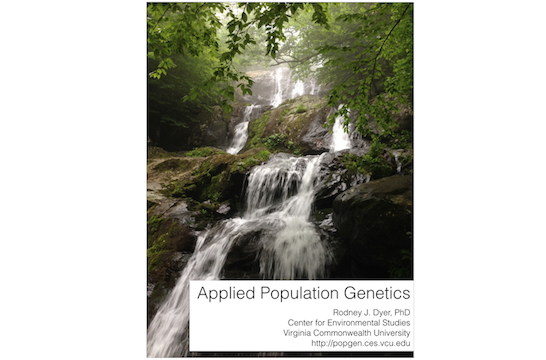 Applied Population Genetics
Rodney J. Dyer, PhD
Center for Environmental Studies
Virginia Commonwealth University
http://popgen.ces.vcu.edu